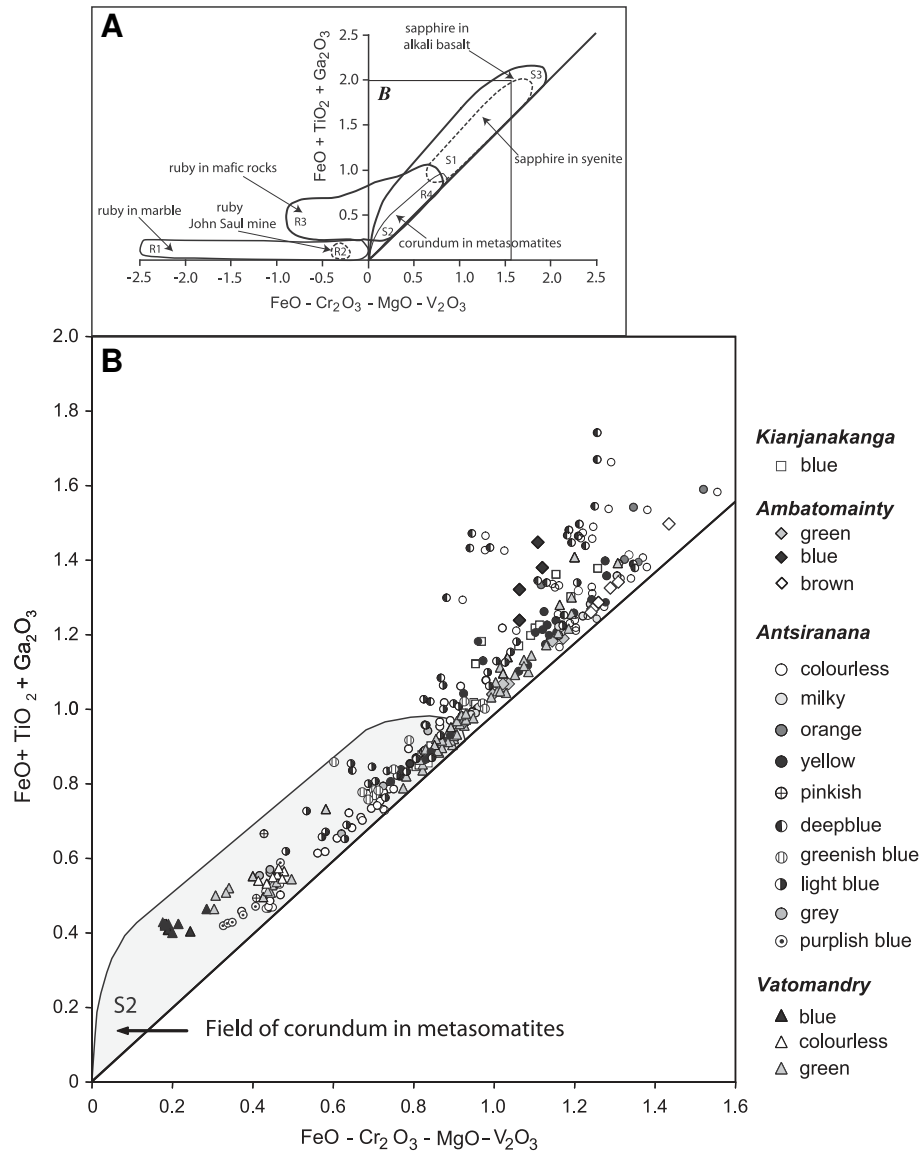 A
sapphire in
alkali basalt
2.5
2.0
1.5
1.0
0.5
FeO + TiO2 + Ga2O3
B
S3
S1
sapphire in syenite
ruby in mafic rocks
R4
ruby in marble
ruby
John Saul mine
R3
S2
corundum in metasomatites
R1
R2
-2.5 -2.0 -1.5 -1.0 -0.5 0 0.5 1.0 1.5 2.0 2.5
FeO - Cr2O3 - MgO - V2O3
B
2.0
1.8
1.6
1.4
1.2
1.0
0.8
0.6
0.4
0.2
0
FeO+ TiO2 + Ga2O3
S2
Field of corundum in metasomatites
0 0.2 0.4 0.6 0.8 1.0 1.2 1.4 1.6
FeO - Cr2O3 - MgO-V2O3
Kianjanakanga
blue
Ambatomainty
green
blue
brown
Antsiranana
colourless
milky
orange
yellow
pinkish
deepblue
greenish blue
light blue
grey
purplish blue
Vatomandry
blue
colourless
green